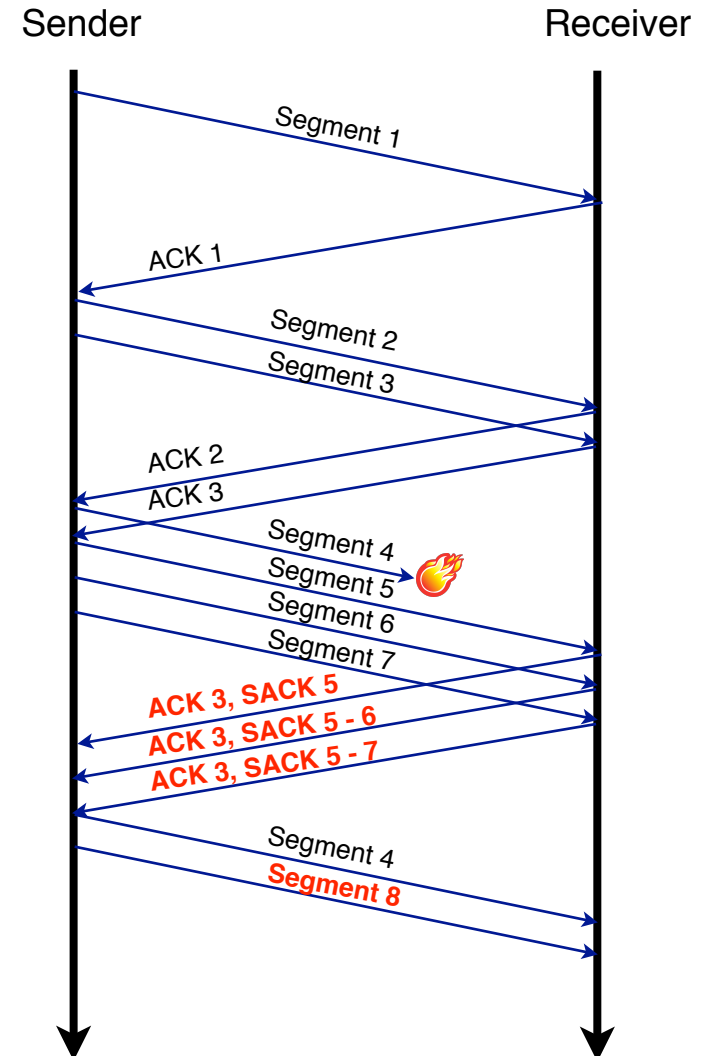 Sender
Receiver
Segment 1
ACK 1
Segment 2
Segment 3
ACK 2
ACK 3
Segment 4
Segment 5
Segment 6
Segment 7
ACK 3, SACK 5
ACK 3, SACK 5 - 6
ACK 3, SACK 5 - 7
Segment 4
Segment 8